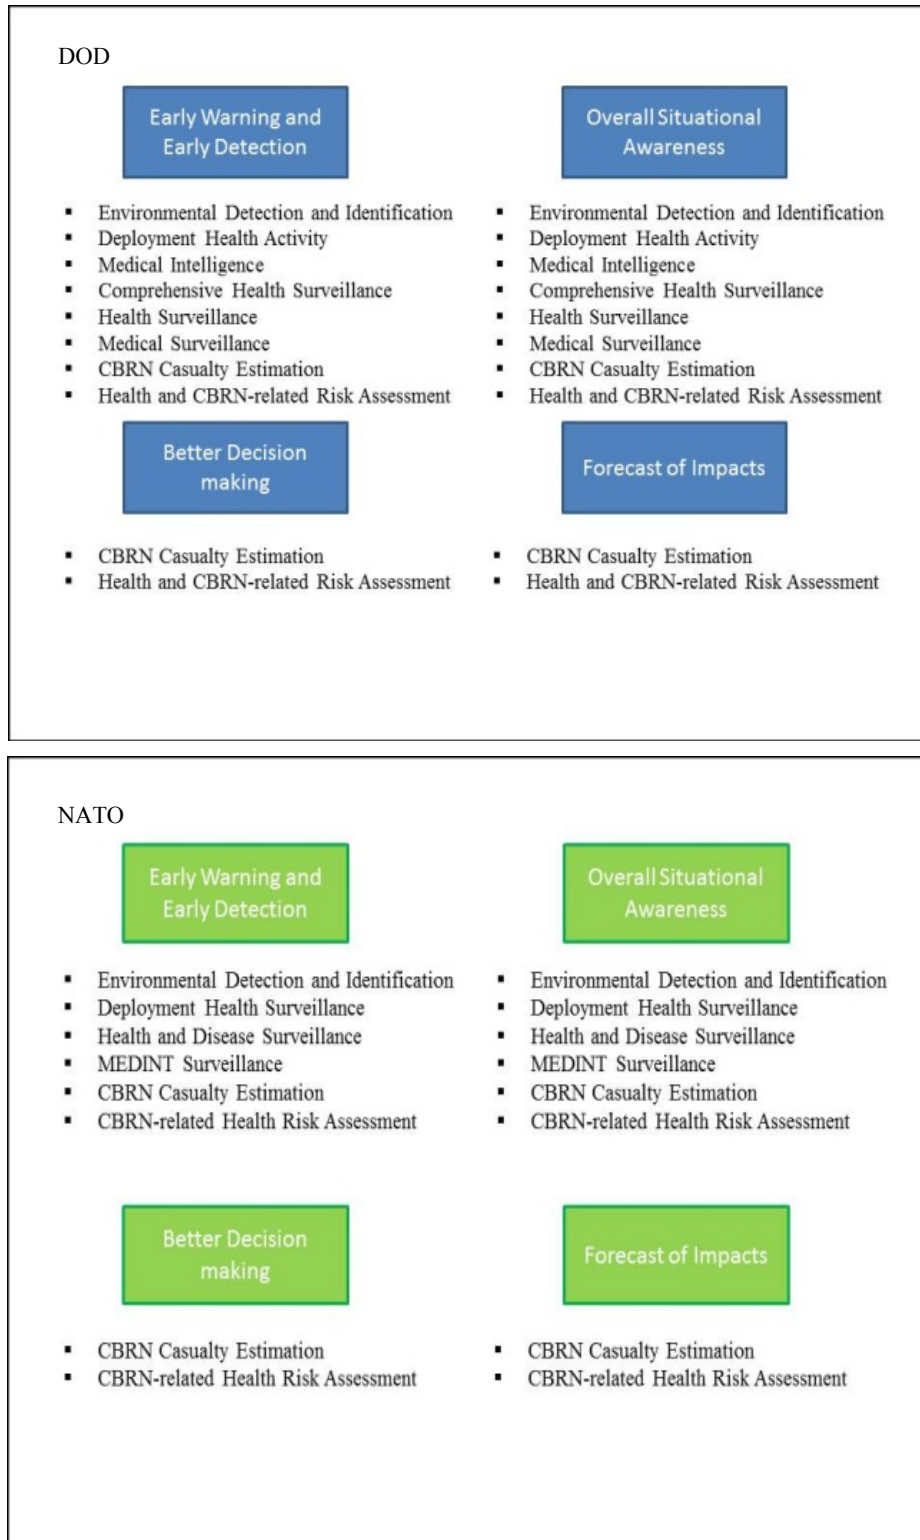 DOD
Early Warning and
Early Detection
▪ Environmental Detection and Identification
▪ Deployment Health Activity
▪ Medical Intelligence
▪ Comprehensive Health Surveillance
▪ Health Surveillance
▪ Medical Surveillance
▪ CBRN Casualty Estimation
▪ Health and CBRN-related Risk Assessment
Overall Situational
Awareness
▪ Environmental Detection and Identification
▪ Deployment Health Activity
▪ Medical Intelligence
▪ Comprehensive Health Surveillance
▪ Health Surveillance
▪ Medical Surveillance
▪ CBRN Casualty Estimation
▪ Health and CBRN-related Risk Assessment
Better Decision
making
▪ CBRN Casualty Estimation
▪ Health and CBRN-related Risk Assessment
Forecast of Impacts
▪ CBRN Casualty Estimation
▪ Health and CBRN-related Risk Assessment
NATO
Early Warning and
Early Detection
▪ Environmental Detection and Identification
▪ Deployment Health Surveillance
▪ Health and Disease Surveillance
▪ MEDINT Surveillance
▪ CBRN Casualty Estimation
▪ CBRN-related Health Risk Assessment
Overall Situational
Awareness
▪ Environmental Detection and Identification
▪ Deployment Health Surveillance
▪ Health and Disease Surveillance
▪ MEDINT Surveillance
▪ CBRN Casualty Estimation
▪ CBRN-related Health Risk Assessment
Better Decision
making
▪ CBRN Casualty Estimation
▪ CBRN-related Health Risk Assessment
Forecast of Impacts
▪ CBRN Casualty Estimation
▪ CBRN-related Health Risk Assessment